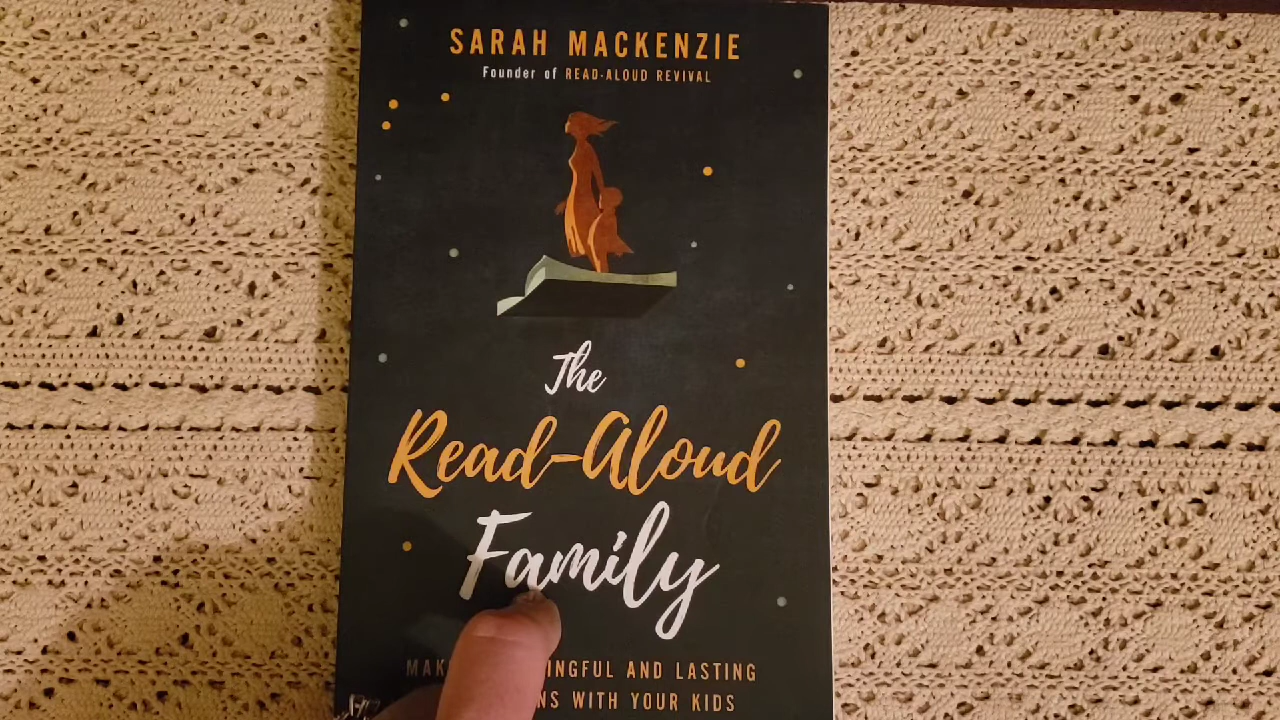 SARAH MACKENZIE
Founder of READ-ALOUD REVIVAL
The
Read-Aloud
Family
MAK INGFUL AND LASTING
NS WITH YOUR KIDS